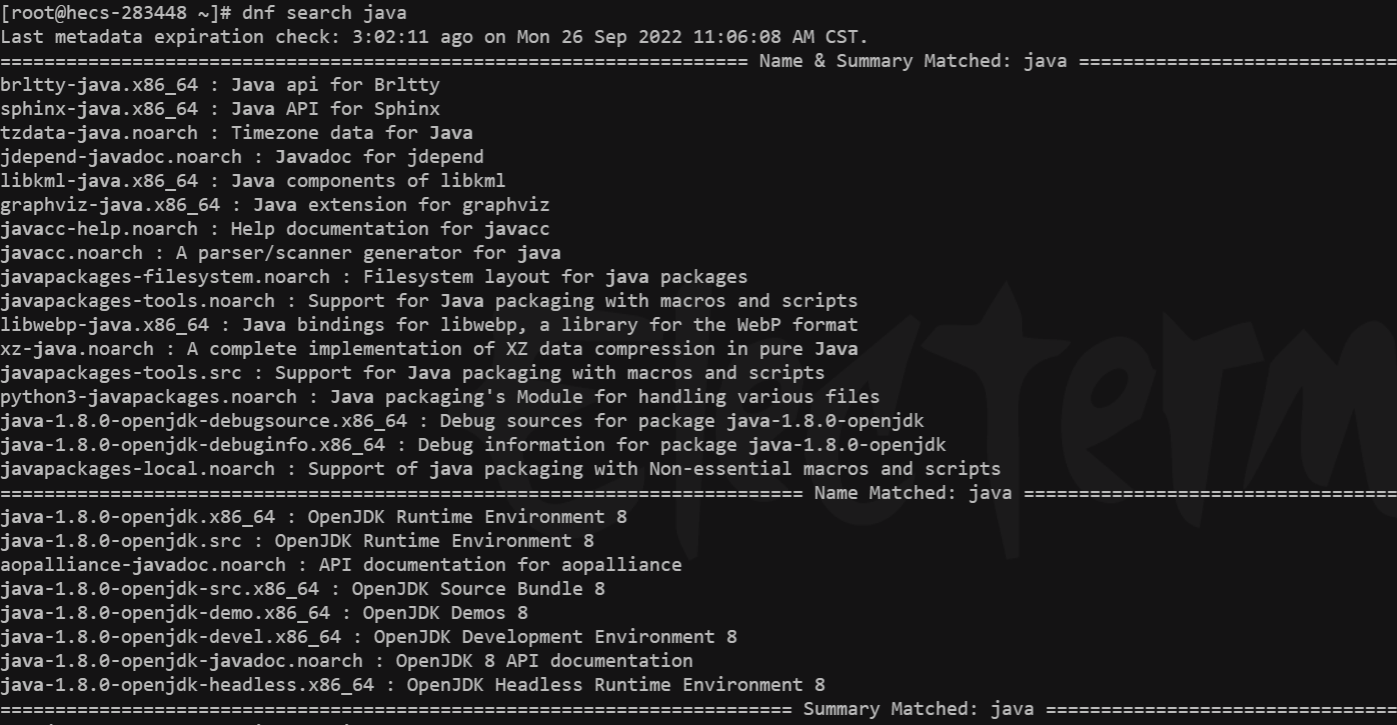 [root@hecs-283448 ~]# dnf search java
Last metadata expiration check: 3:02:11 ago on Mon 26 Sep 2022 11:06:08 AM CST.
==================================================================== Name & Summary Matched: java =============================
brltty-java.x86_64 : Java api for Brltty
sphinx-java.x86_64 : Java API for Sphinx
tzdata-java.noarch : Timezone data for Java
jdepend-javadoc.noarch : Javadoc for jdepend
libkml-java.x86_64 : Java components of libkml
graphviz-java.x86_64 : Java extension for graphviz
javacc-help.noarch : Help documentation for javacc
javacc.noarch : A parser/scanner generator for java
javapackages-filesystem.noarch : Filesystem layout for java packages
javapackages-tools.noarch : Support for Java packaging with macros and scripts
libwebp-java.x86_64 : Java bindings for libwebp, a library for the WebP format
xz-java.noarch : A complete implementation of XZ data compression in pure Java
javapackages-tools.src : Support for Java packaging with macros and scripts
python3-javapackages.noarch : Java packaging's Module for handling various files
java-1.8.0-openjdk-debugsource.x86_64 : Debug sources for package java-1.8.0-openjdk
java-1.8.0-openjdk-debuginfo.x86_64 : Debug information for package java-1.8.0-openjdk
javapackages-local.noarch : Support of java packaging with Non-essential macros and scripts
========================================================================= Name Matched: java ==================================
java-1.8.0-openjdk.x86_64 : OpenJDK Runtime Environment 8
java-1.8.0-openjdk.src : OpenJDK Runtime Environment 8
aopalliance-javadoc.noarch : API documentation for aopalliance
java-1.8.0-openjdk-src.x86_64 : OpenJDK Source Bundle 8
java-1.8.0-openjdk-demo.x86_64 : OpenJDK Demos 8
java-1.8.0-openjdk-devel.x86_64 : OpenJDK Development Environment 8
java-1.8.0-openjdk-javadoc.noarch : OpenJDK 8 API documentation
java-1.8.0-openjdk-headless.x86_64 : OpenJDK Headless Runtime Environment 8
======================================================================== Summary Matched: java ================================
electerm